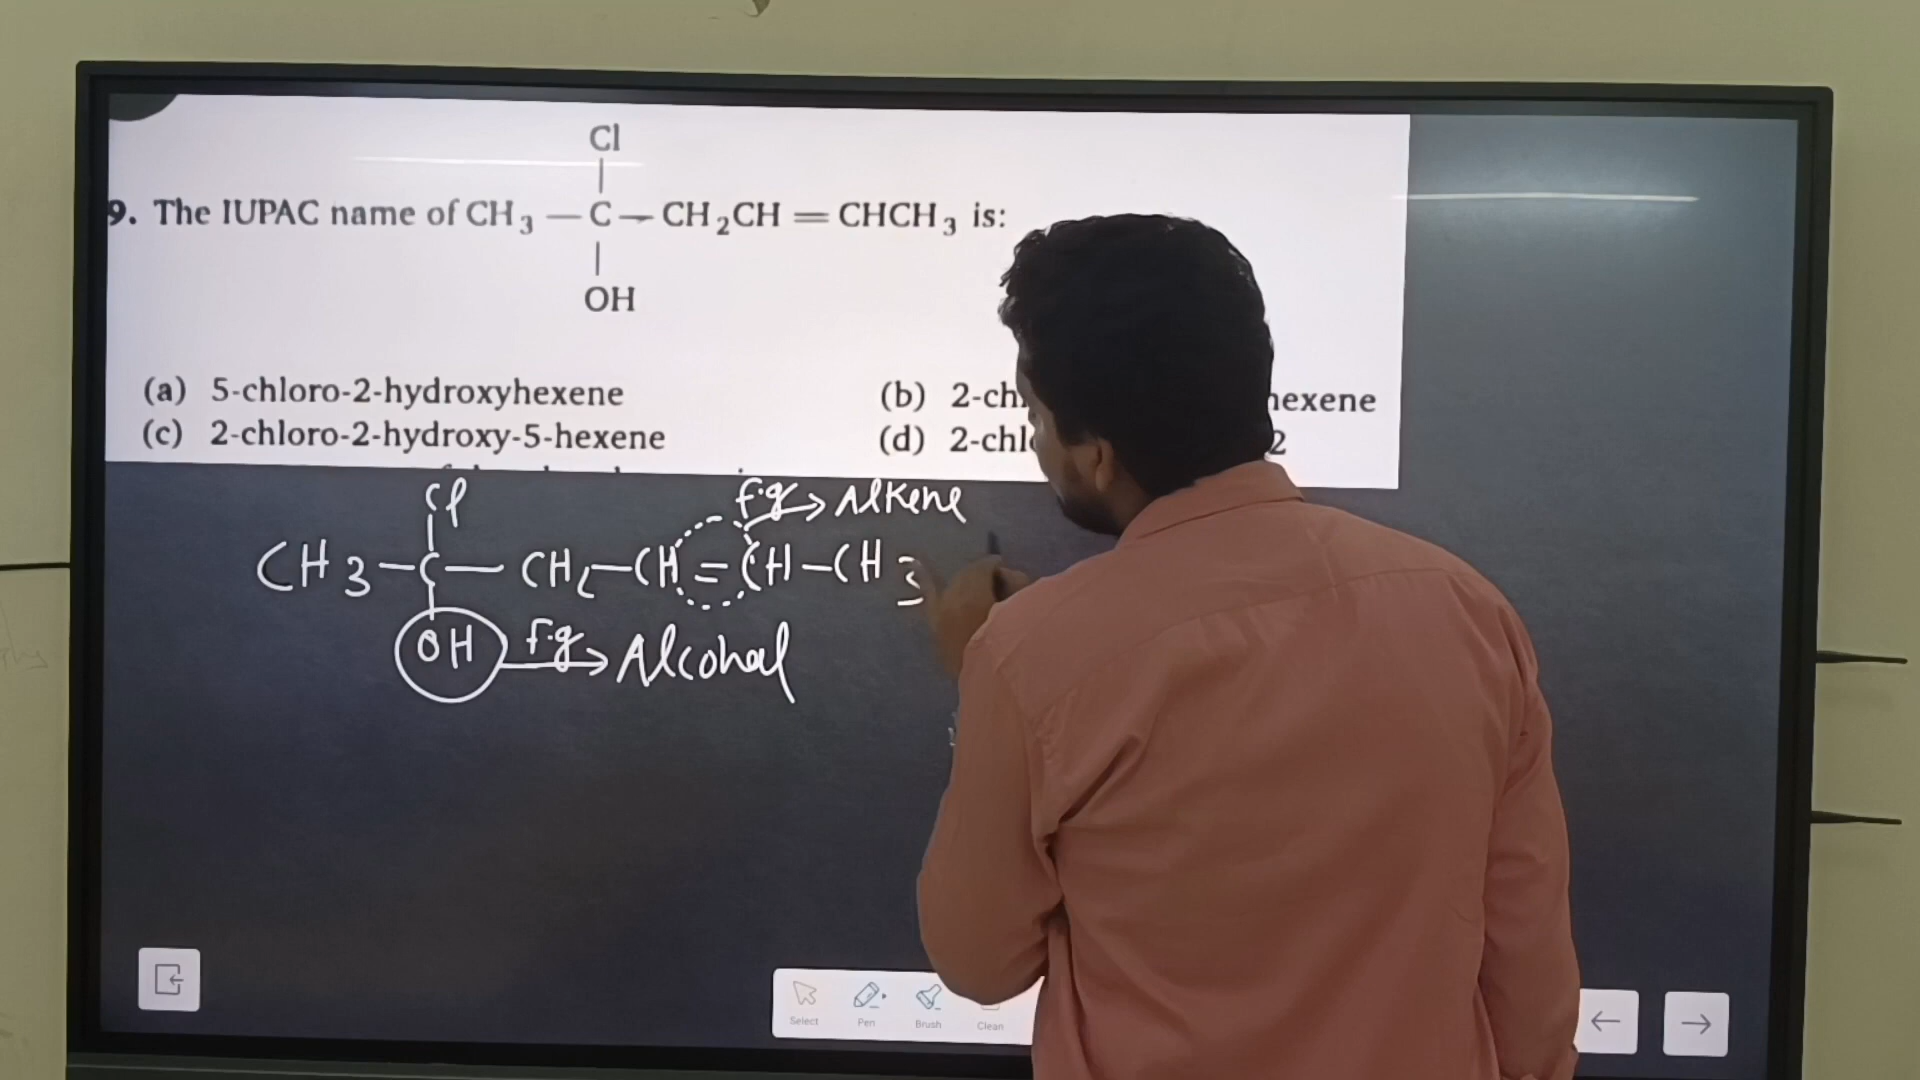 Cl
9. The IUPAC name of CH3 — C — CH2CH = CHCH3 is:
OH
(a) 5-chloro-2-hydroxyhexene (b) 2-ch hexene
(c) 2-chloro-2-hydroxy-5-hexene (d) 2-chl 2
Cl
f.g → Alkene
CH3—C—CH2—CH=CH—CH3
OH f.g → Alcohal
Select Pen Brush Clean